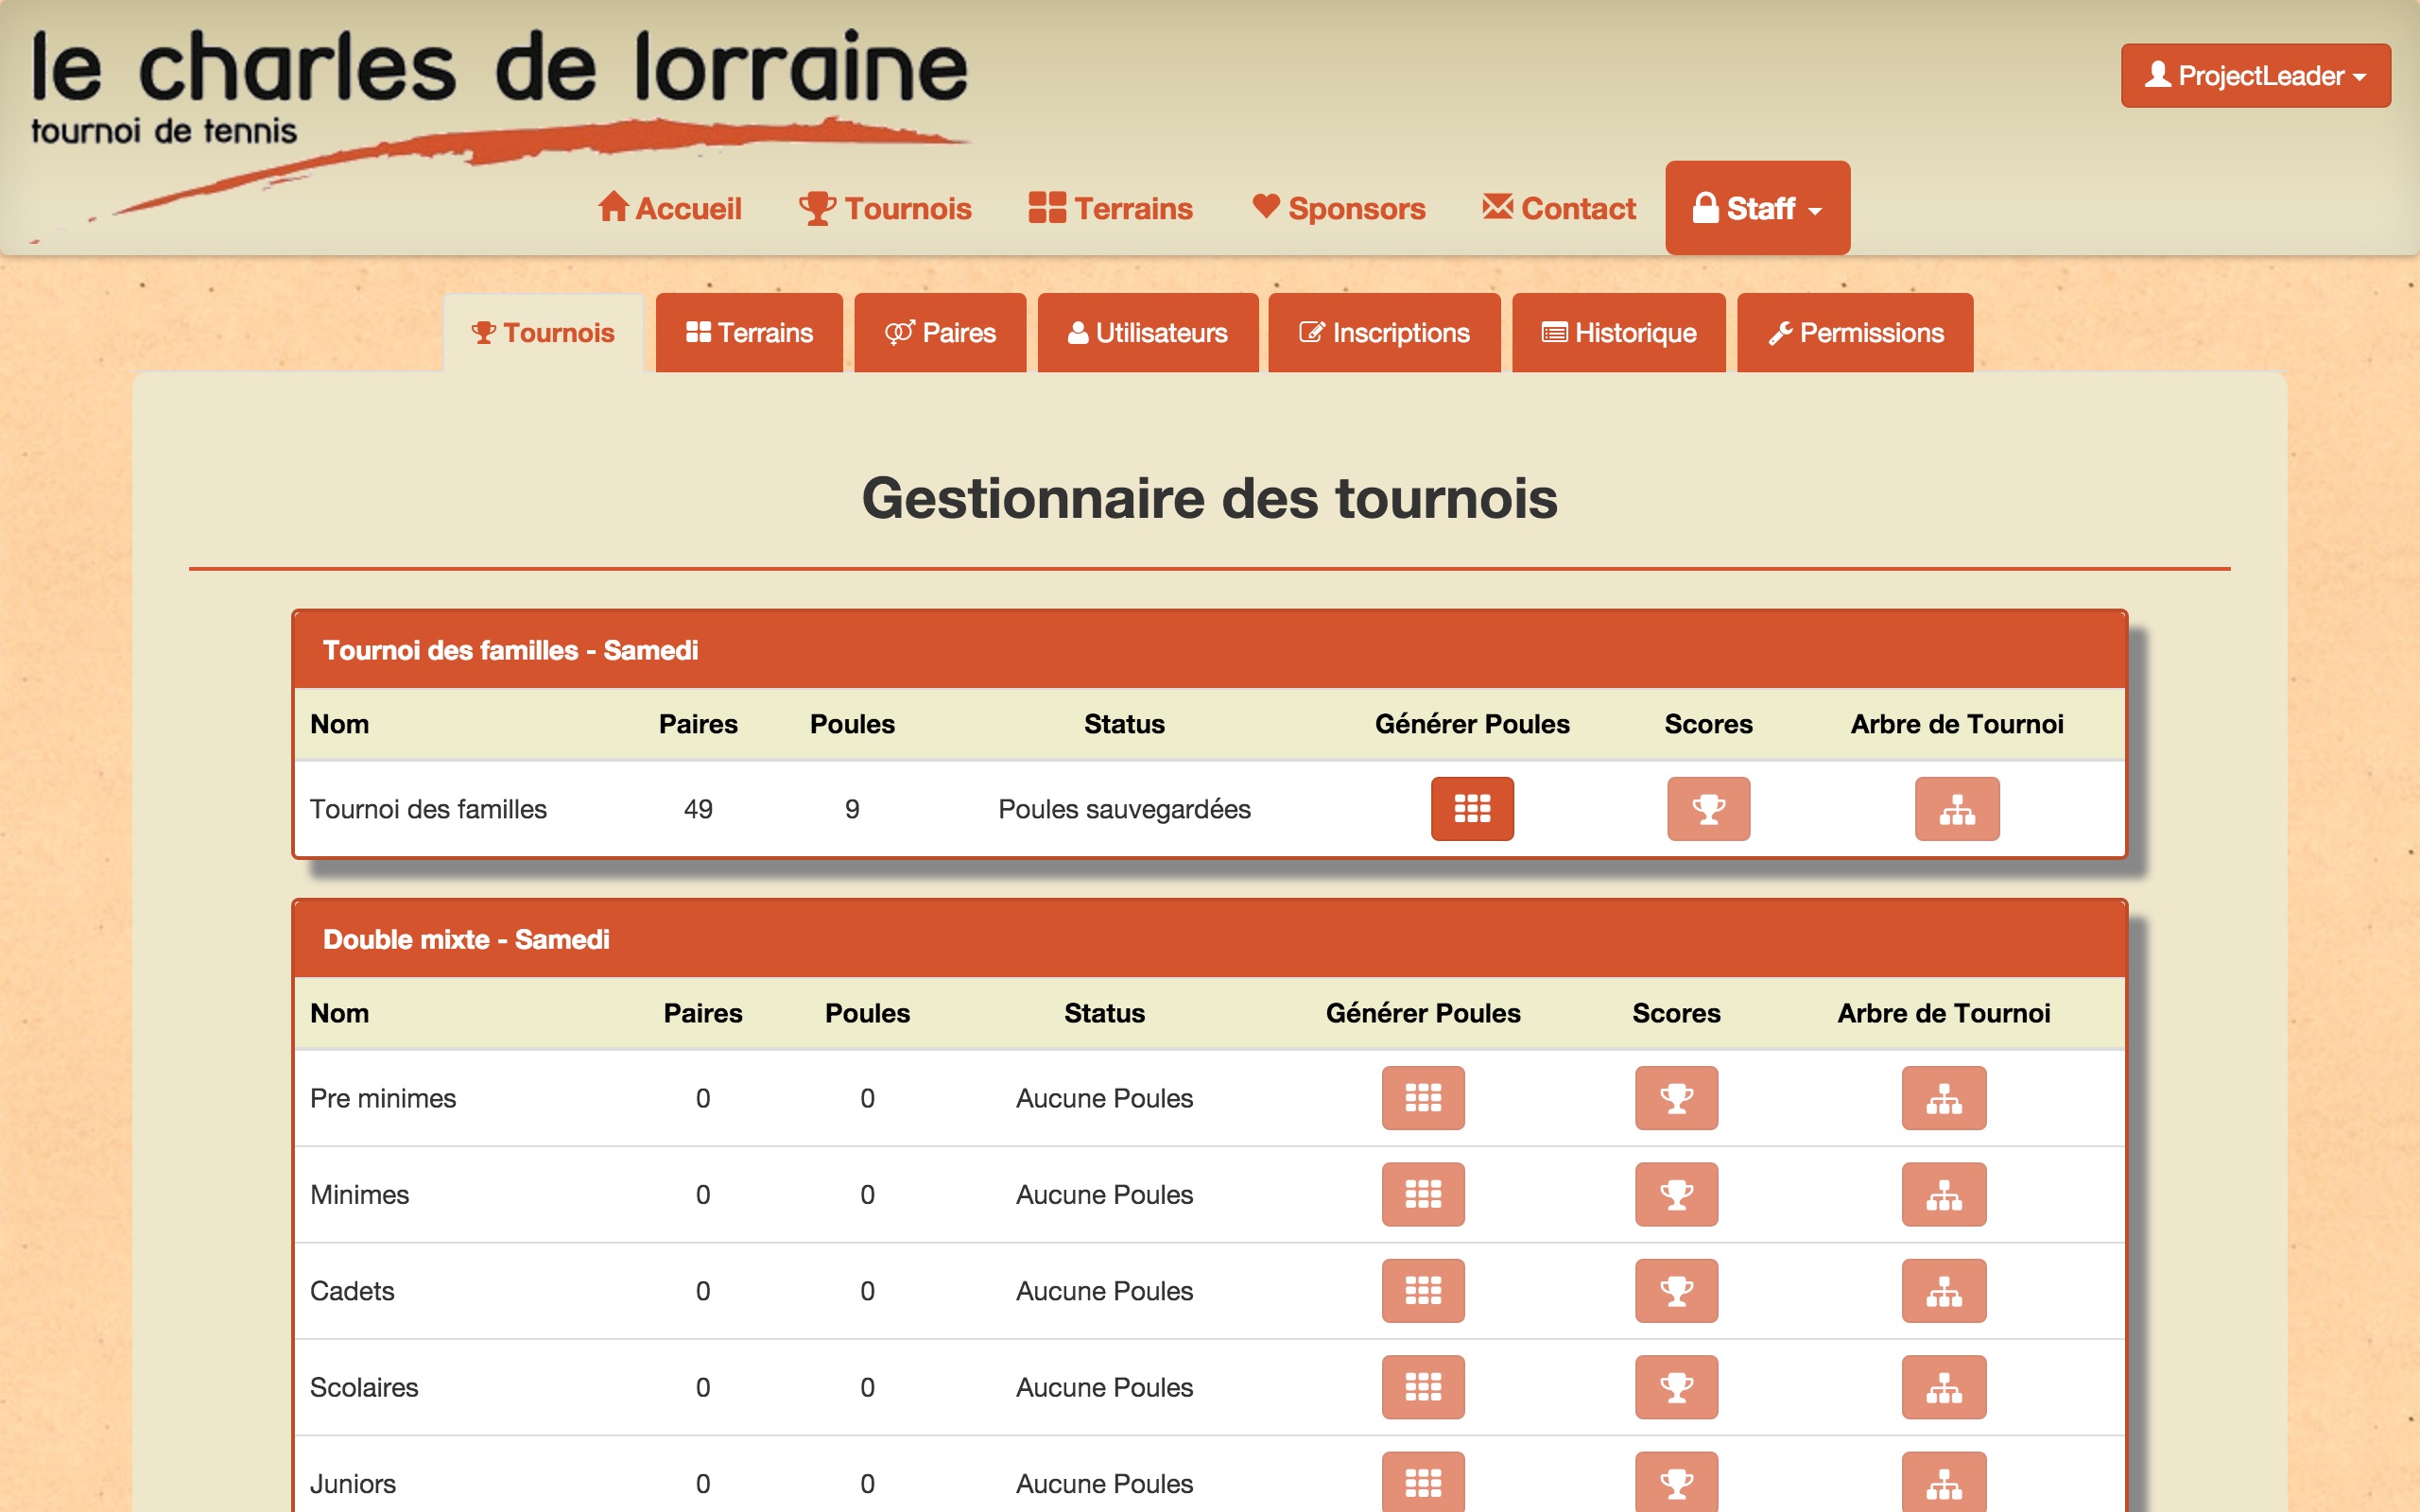 le charles de lorraine
tournoi de tennis
ProjectLeader
Accueil Tournois Terrains Sponsors Contact Staff
Tournois Terrains Paires Utilisateurs Inscriptions Historique Permissions
Gestionnaire des tournois
Tournoi des familles - Samedi
Nom Paires Poules Status Générer Poules Scores Arbre de Tournoi
Tournoi des familles 49 9 Poules sauvegardées
Double mixte - Samedi
Nom Paires Poules Status Générer Poules Scores Arbre de Tournoi
Pre minimes 0 0 Aucune Poules
Minimes 0 0 Aucune Poules
Cadets 0 0 Aucune Poules
Scolaires 0 0 Aucune Poules
Juniors 0 0 Aucune Poules